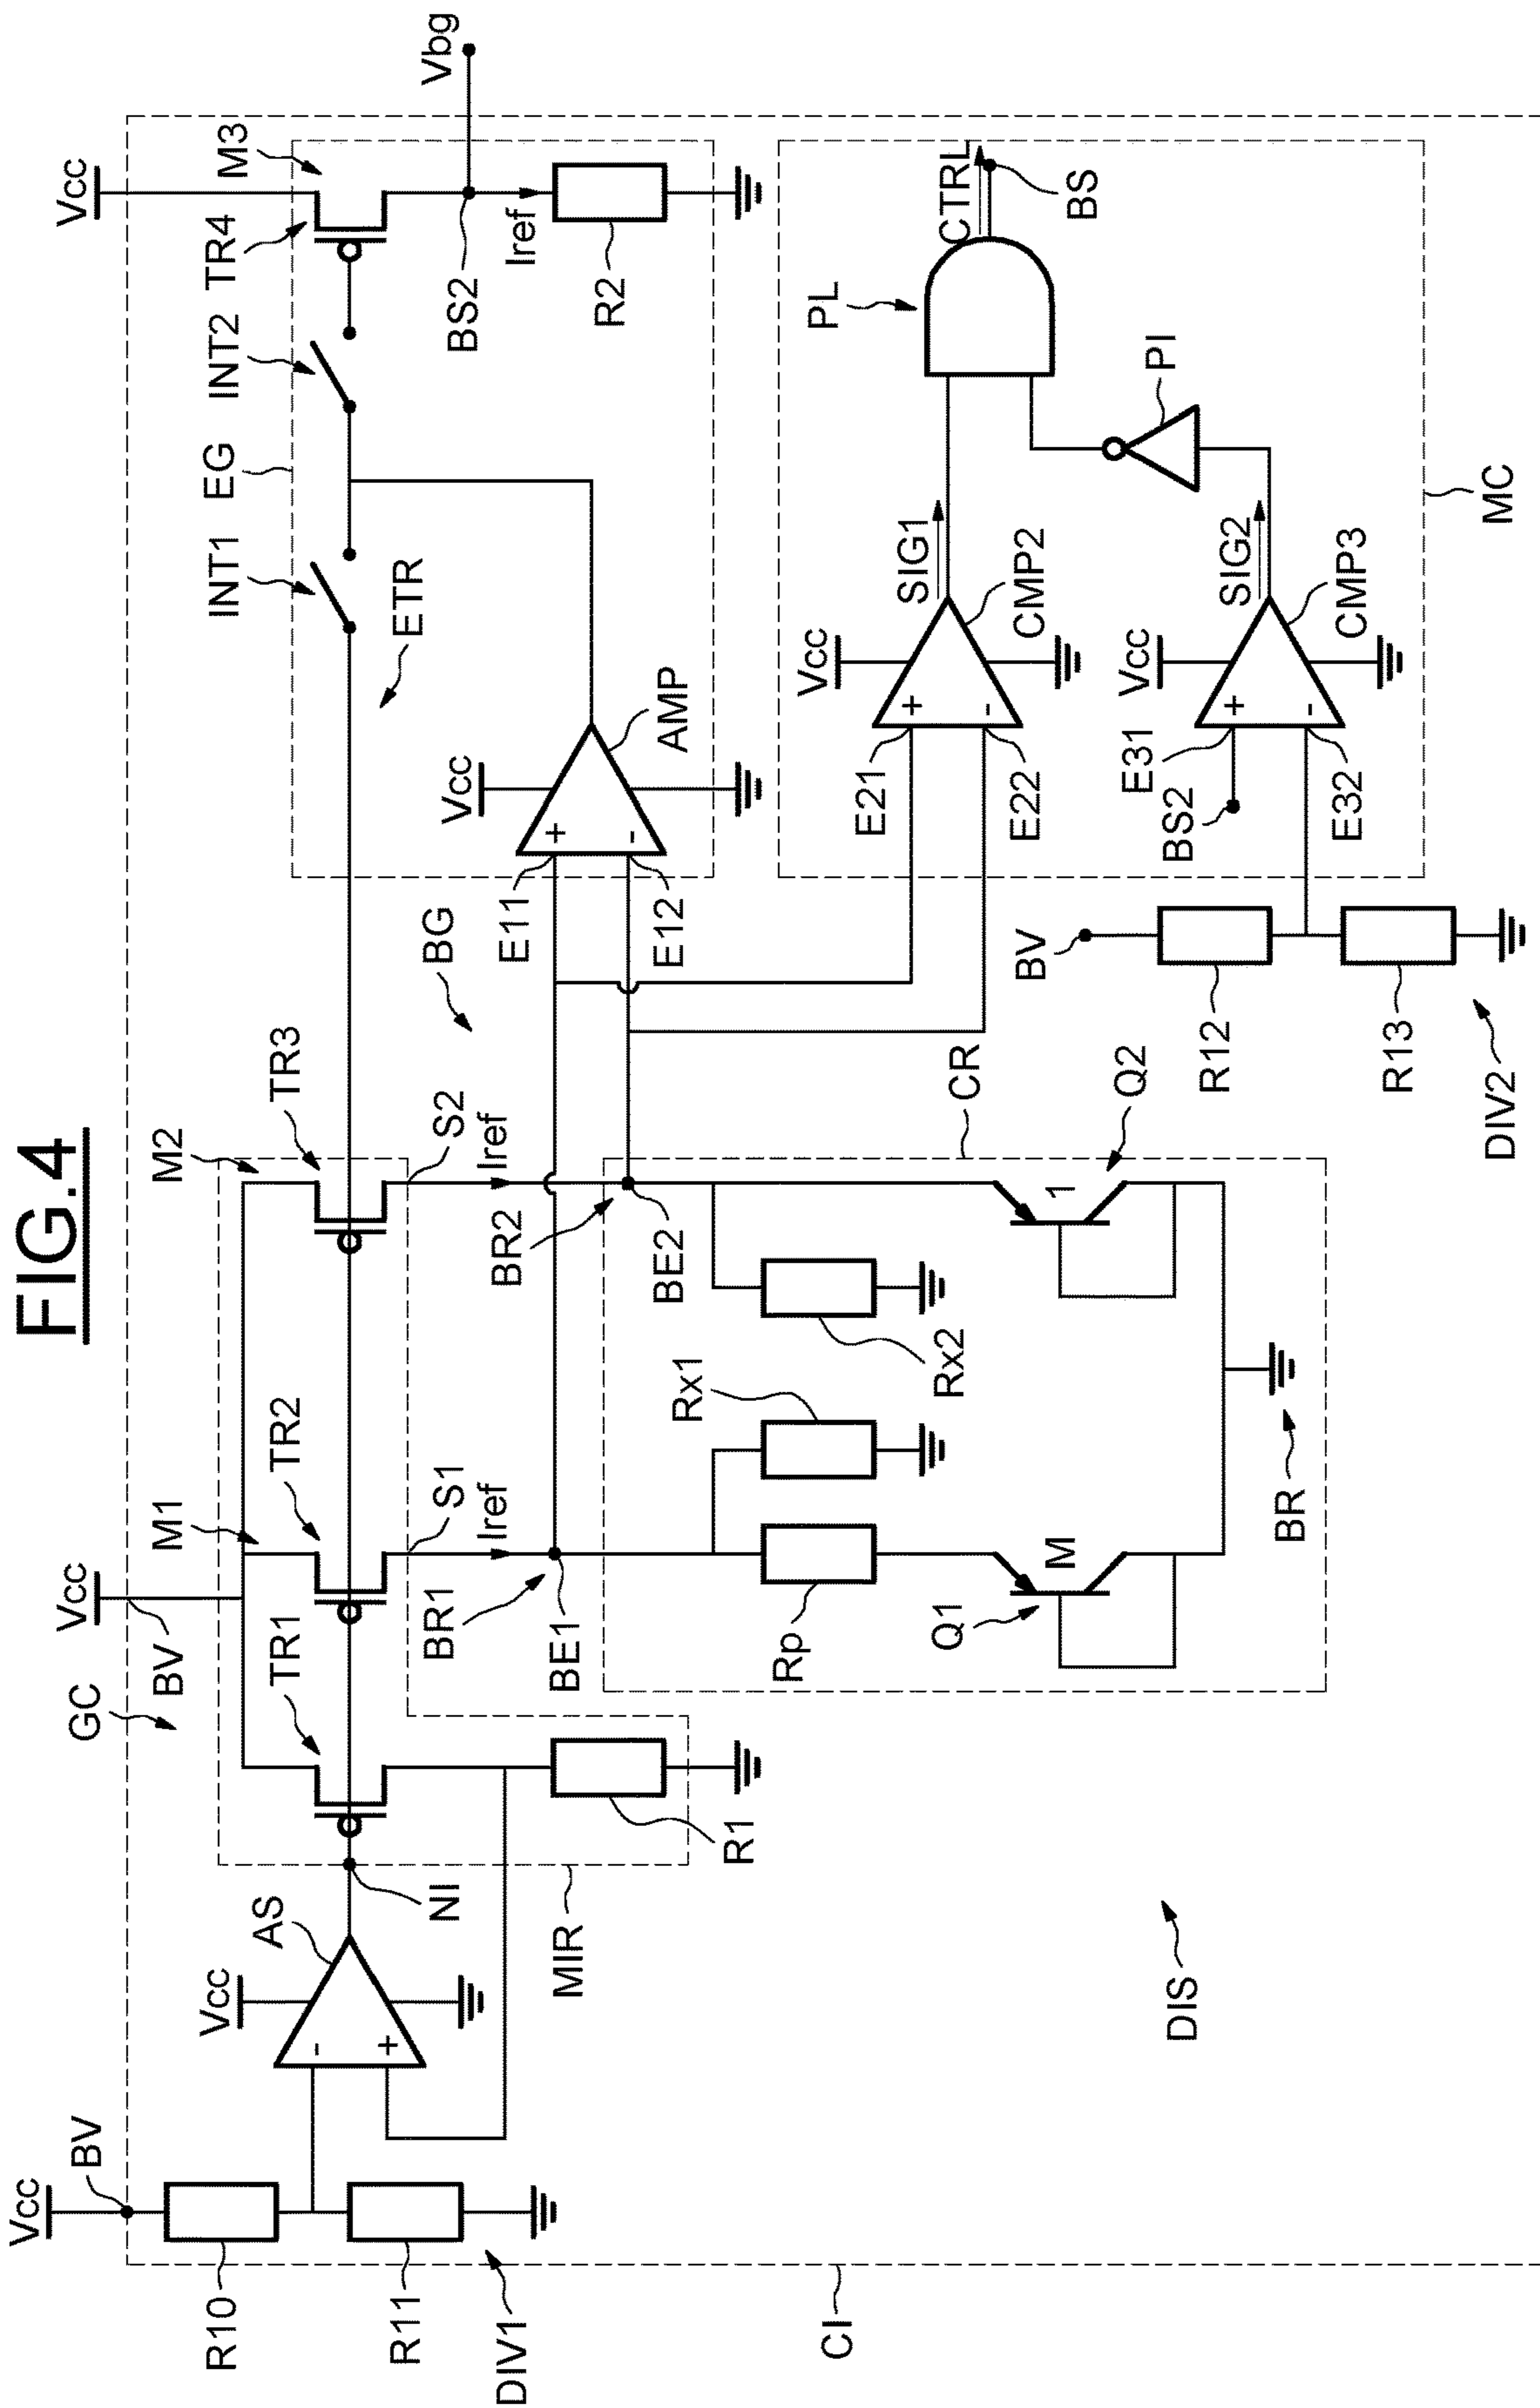 FIG.4
Vcc
BV
R10
R11
DIV1
Vcc
AS
-
+
NI
MIR
R1
GC
BV
Vcc
TR1
M1
TR2
M2
TR3
S1
Iref
S2
Iref
BR1
BE1
BR2
BE2
Rx1
Rx2
Rp
Q1
M
1
Q2
CR
BR
BG
ETR
INT1
EG
INT2
TR4
M3
Vcc
Vbg
BS2
Iref
R2
Vcc
+
-
AMP
E11
E12
Vcc
+
-
E21
E22
SIG1
CMP2
PL
CTRL
BS
PI
Vcc
+
-
E31
BS2
E32
SIG2
CMP3
MC
BV
R12
R13
DIV2
DIS
CI